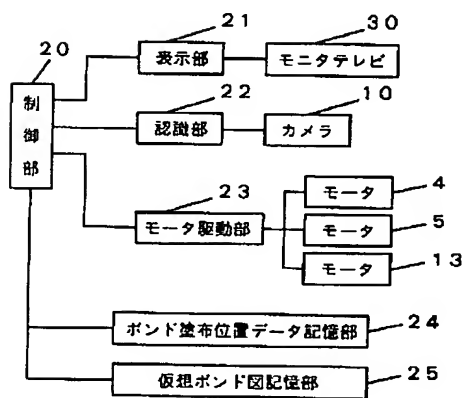 21
30
20
表示部
モニタテレビ
制御部
22
10
認識部
カメラ
23
モータ駆動部
モータ
4
モータ
5
モータ
13
ボンド塗布位置データ記憶部
24
仮想ボンド図記憶部
25